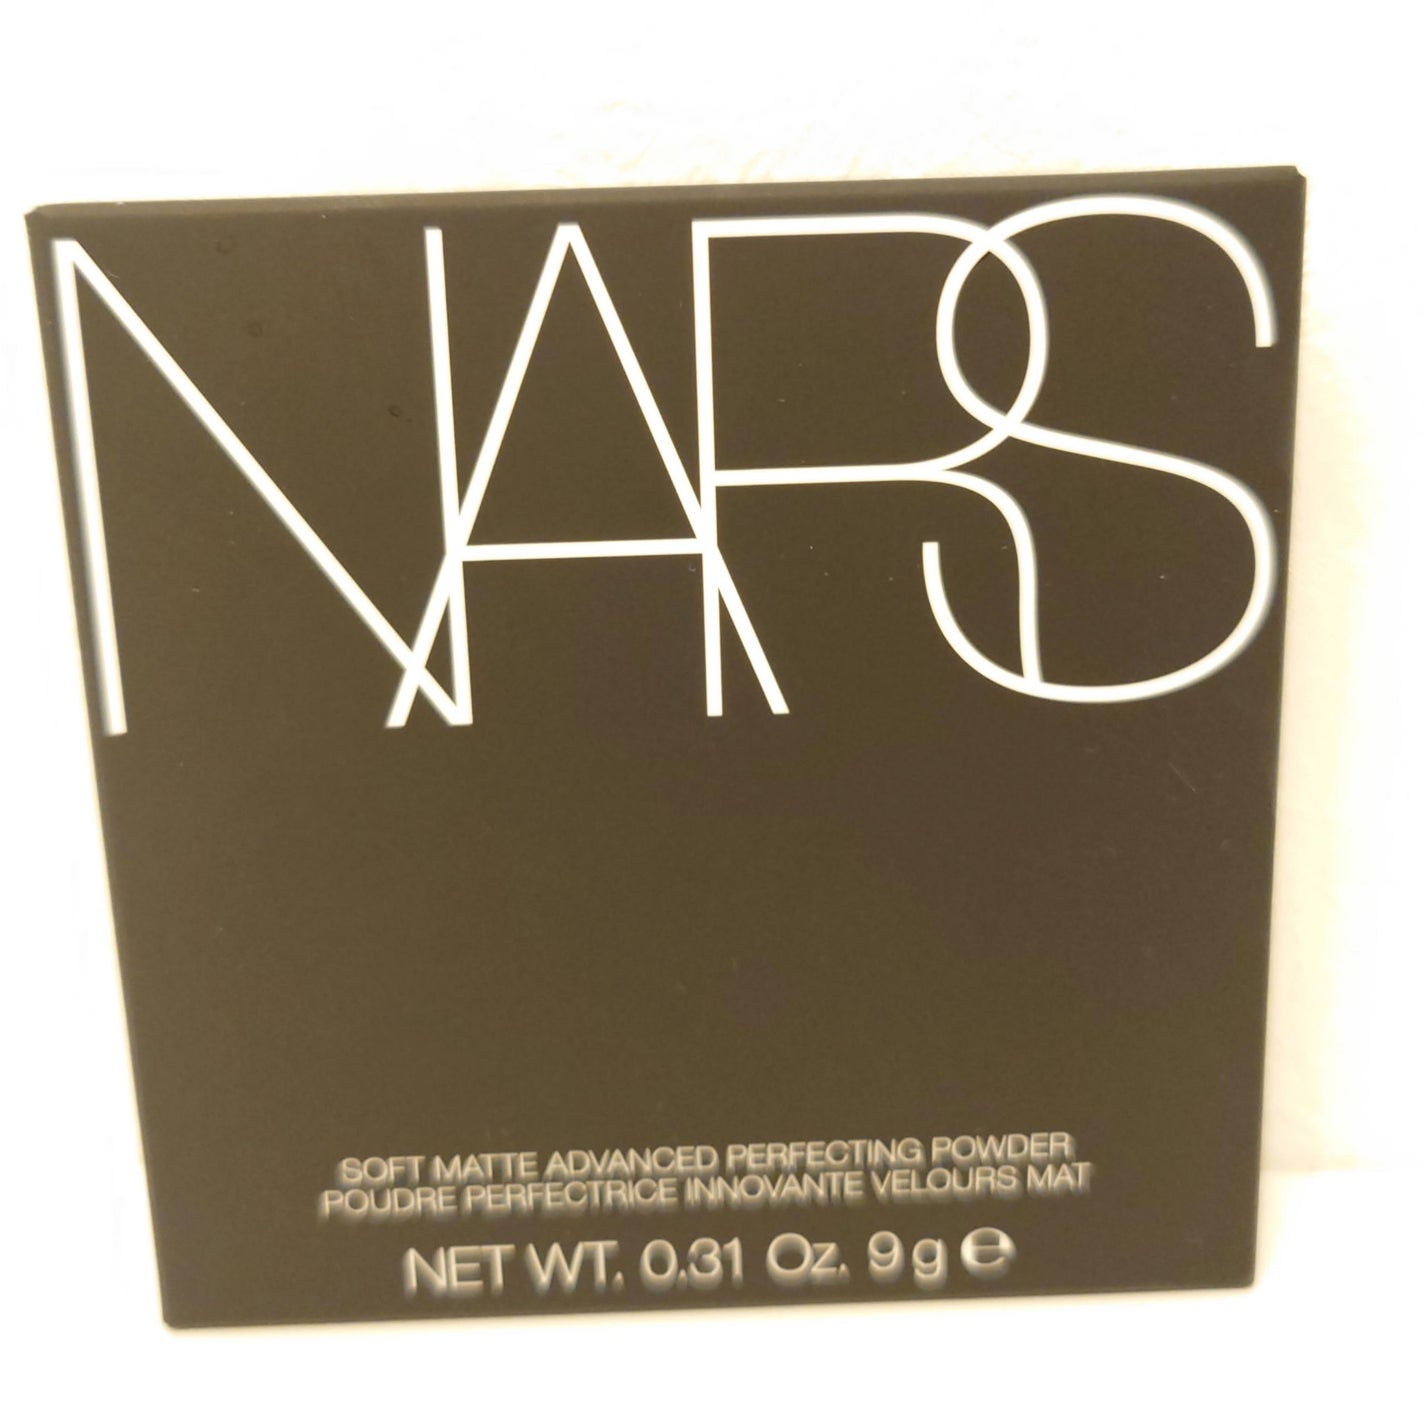 NARS
SOFT MATTE ADVANCED PERFECTING POWDER
POUDRE PERFECTRICE INNOVANTE VELOURS MAT
NET WT. 0.31 Oz. 9 g ℮